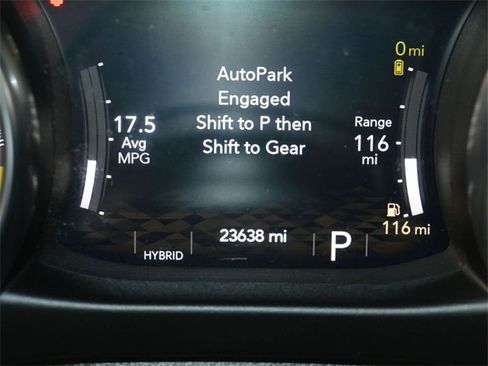 0 mi
AutoPark
Engaged
Shift to P then
Shift to Gear
17.5
Avg
MPG
Range
116
mi
116 mi
23638 mi
HYBRID
P